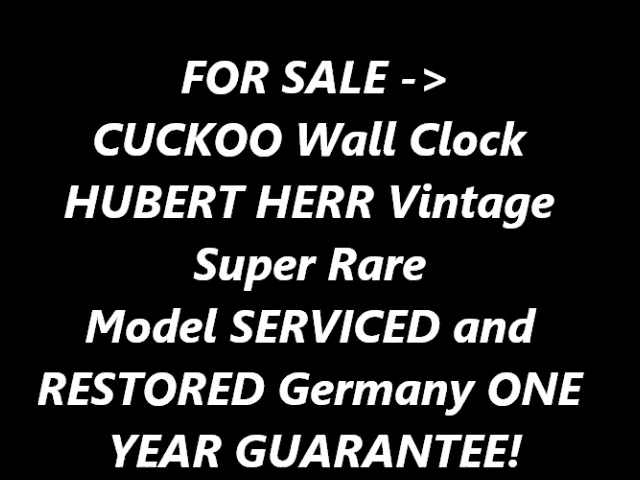 FOR SALE ->
CUCKOO Wall Clock
HUBERT HERR Vintage
Super Rare
Model SERVICED and
RESTORED Germany ONE
YEAR GUARANTEE!